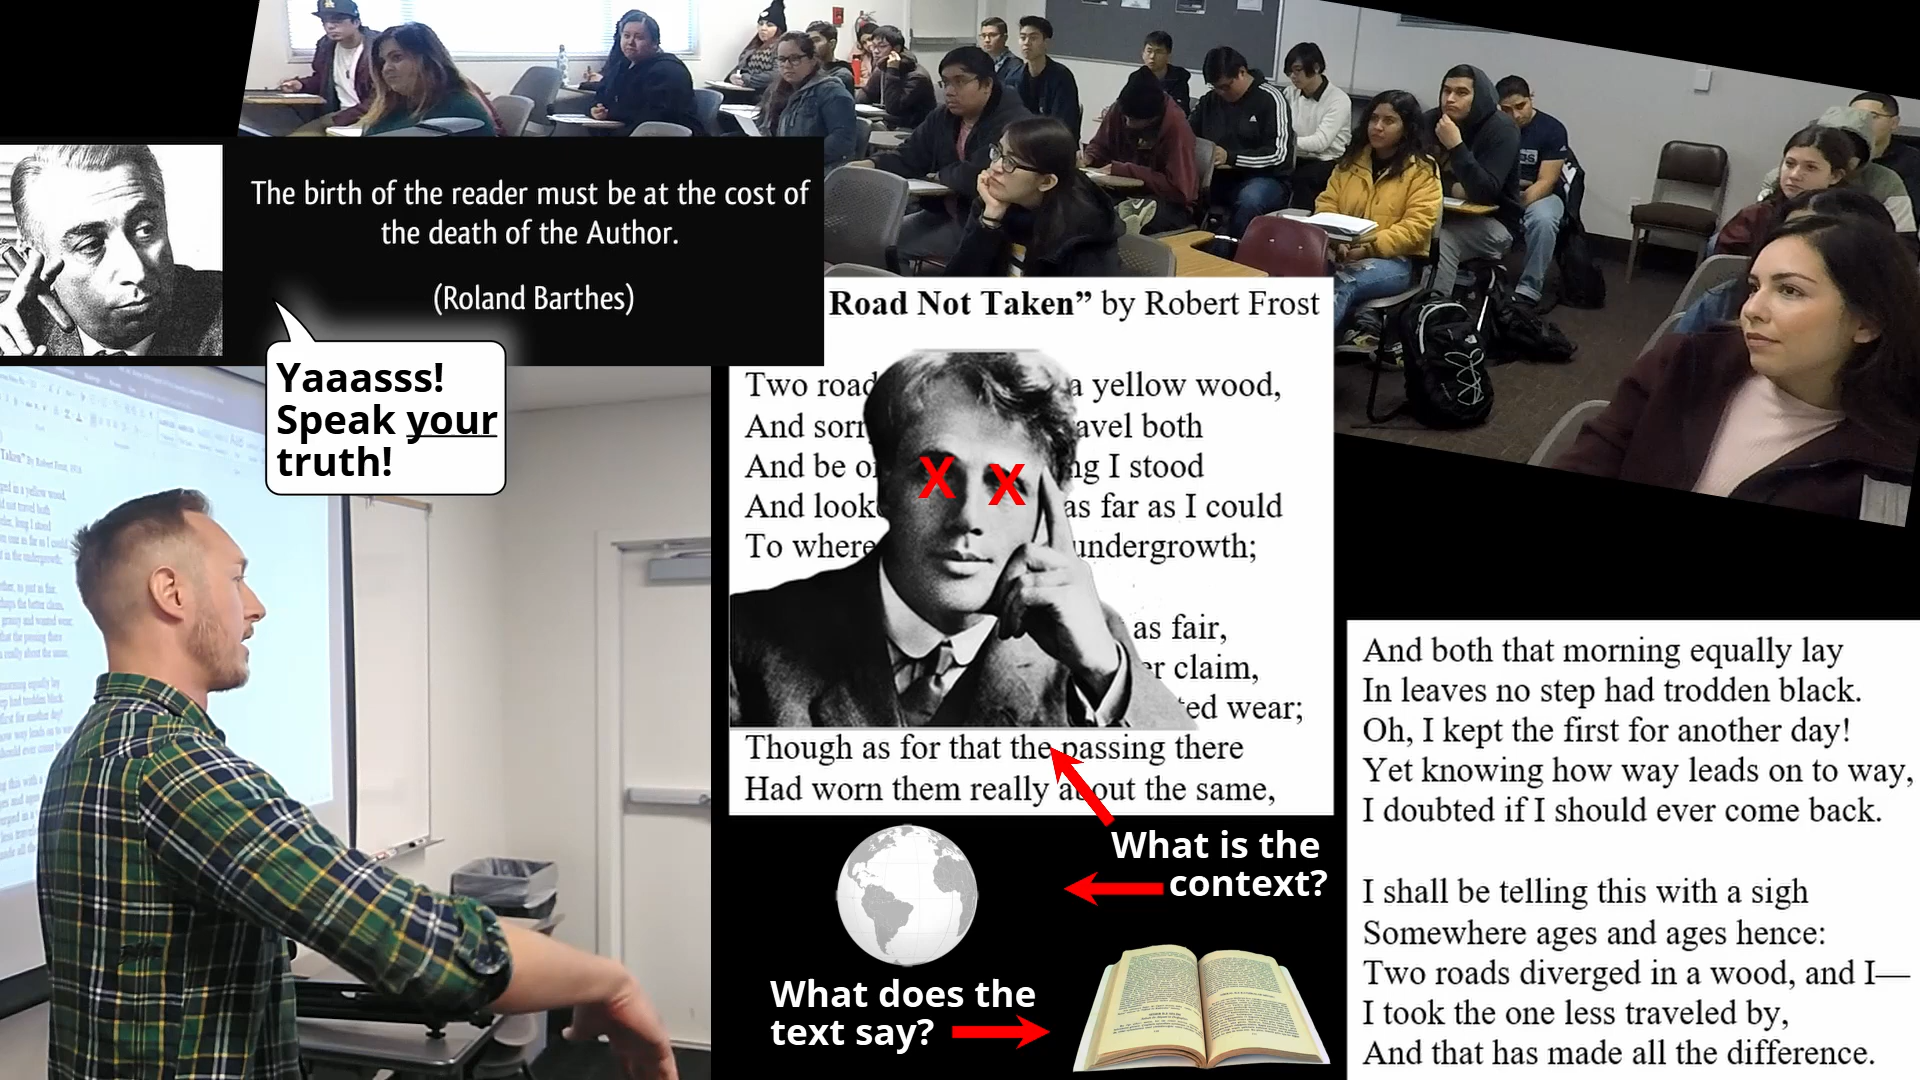 The birth of the reader must be at the cost of
the death of the Author.
(Roland Barthes)
Yaaasss!
Speak your
truth!
Road Not Taken” by Robert Frost
Two road a yellow wood,
And sorr avel both
And be o ng I stood
And look as far as I could
To where undergrowth;
as fair,
er claim,
ted wear;
Though as for that the passing there
Had worn them really about the same,
X X
What is the
context?
What does the
text say?
And both that morning equally lay
In leaves no step had trodden black.
Oh, I kept the first for another day!
Yet knowing how way leads on to way,
I doubted if I should ever come back.
I shall be telling this with a sigh
Somewhere ages and ages hence:
Two roads diverged in a wood, and I—
I took the one less traveled by,
And that has made all the difference.